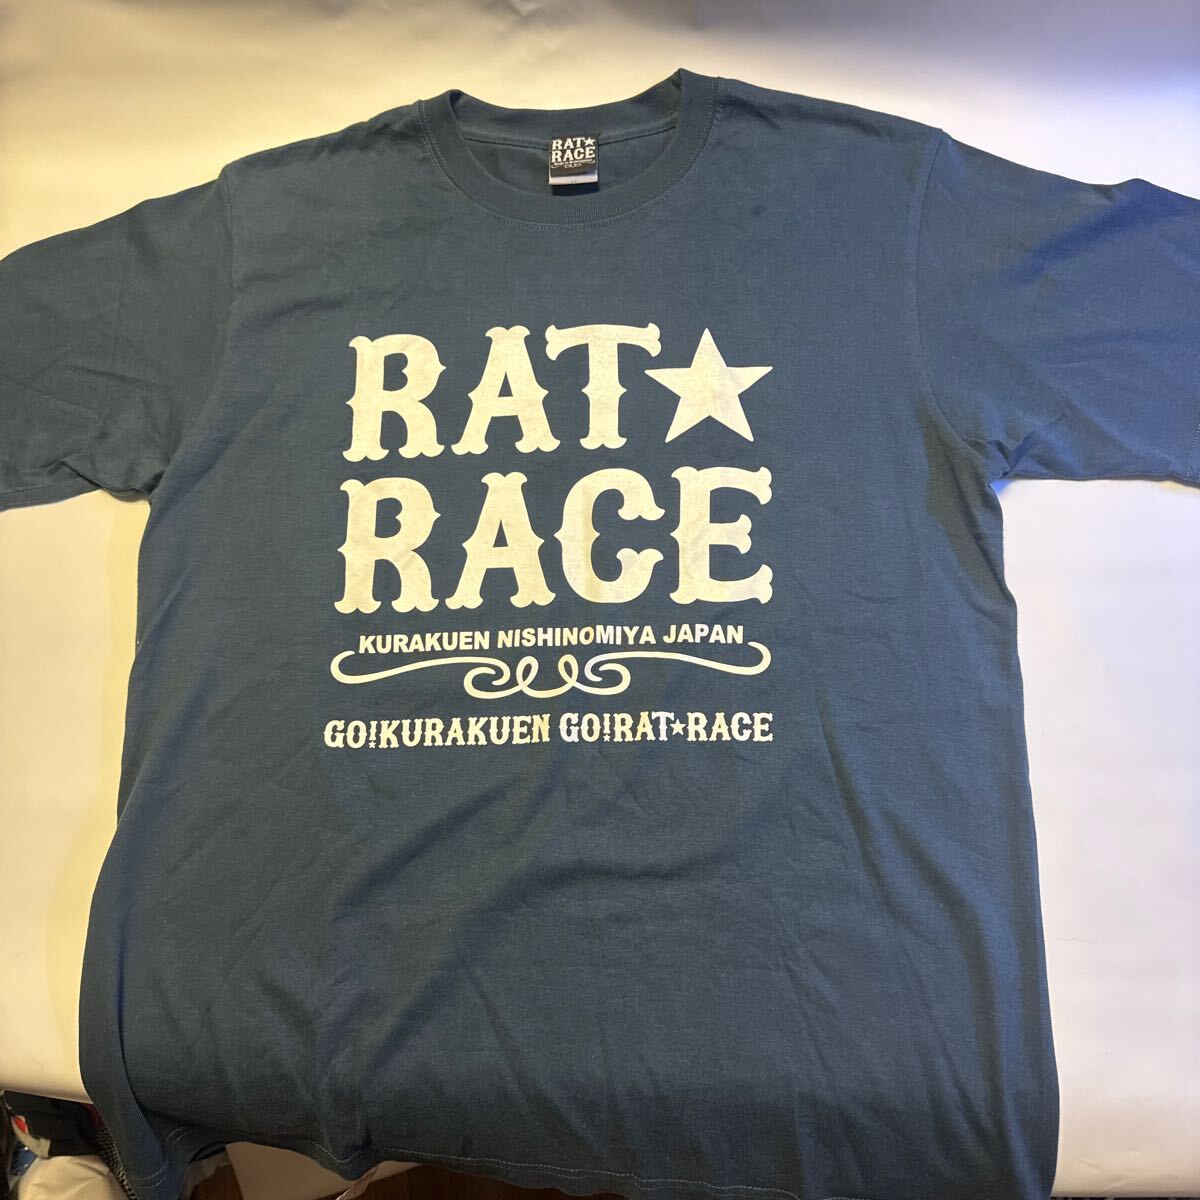 RAT★
RACE
RAT★
RACE
KURAKUEN NISHINOMIYA JAPAN
GO!KURAKUEN GO!RAT★RACE